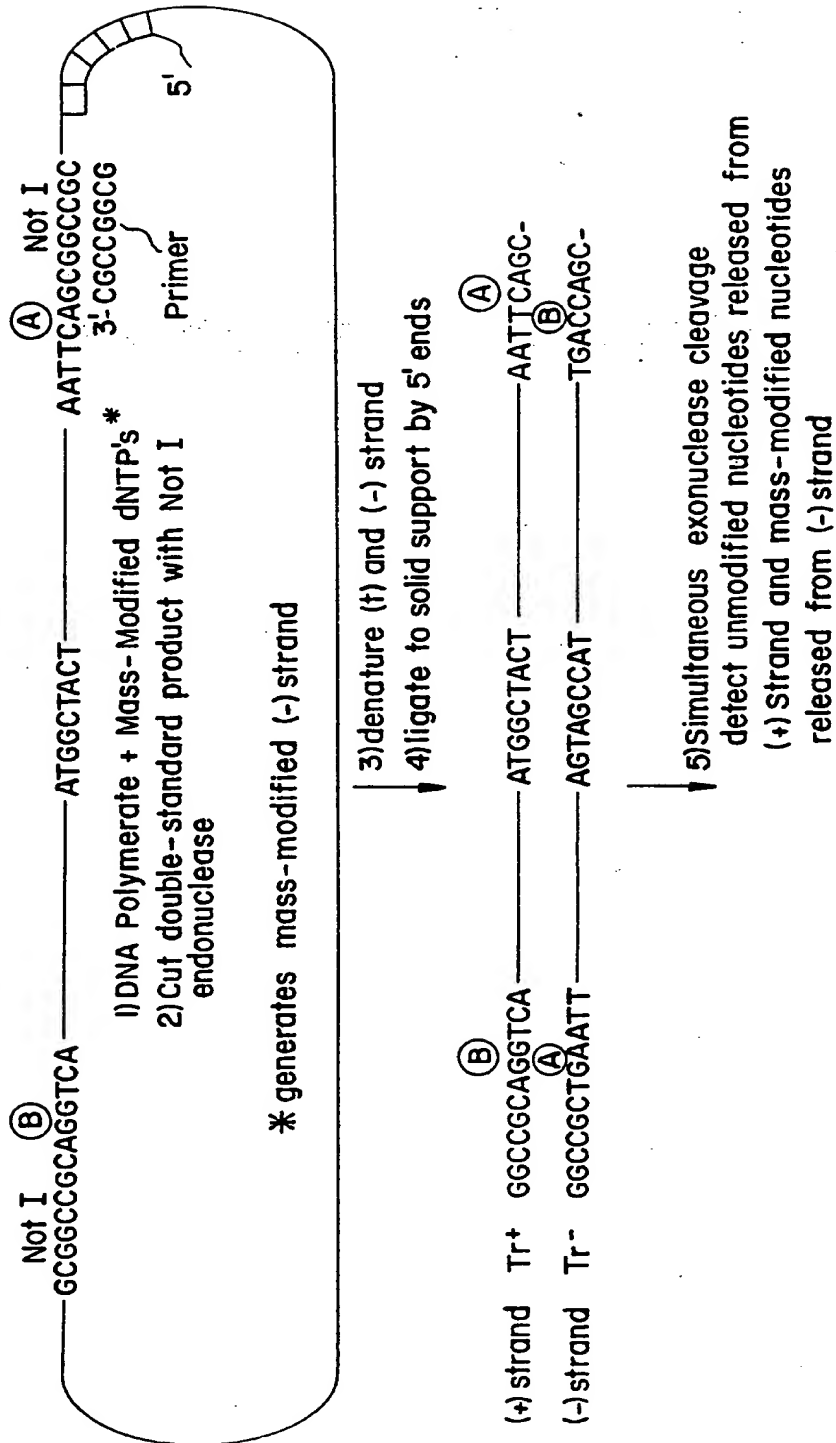 Not I
GCGGCCGCAGGTCA
B
ATGGCTACT
AATTCAGCGGCCGC
A
Not I
3'-CGCCGGCG
Primer
5'
1)DNA Polymerate + Mass-Modified dNTP's*
2)Cut double-standard product with Not I
endonuclease
* generates mass-modified (-)strand
3)denature (t) and (-) strand
4)ligate to solid support by 5' ends
(+)strand Tr+ GGCCGCAGGTCA ATGGCTACT AATTCAGC-
B A
(-)strand Tr- GGCCGCTGAATT AGTAGCCAT TGACCAGC-
A B
5)Simultaneous exonuclease cleavage
detect unmodified nucleotides released from
(+) Strand and mass-modified nucleotides
released from (-) strand